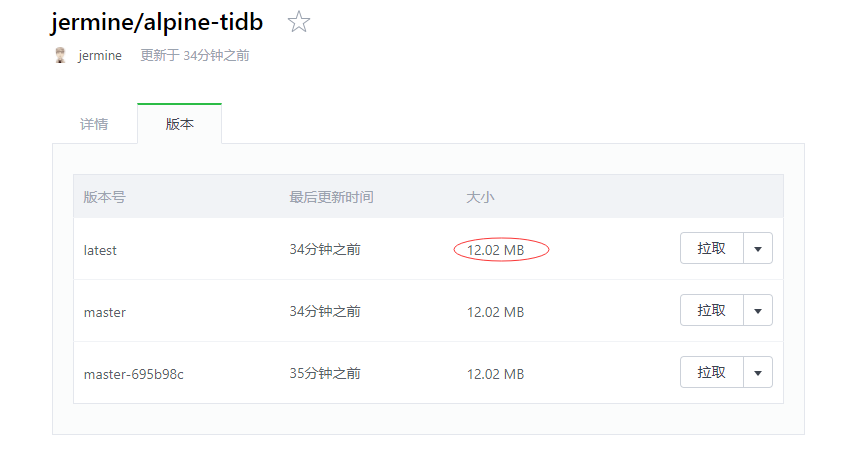 jermine/alpine-tidb
jermine 更新于 34分钟之前
详情 版本
版本号 最后更新时间 大小
latest 34分钟之前 12.02 MB 拉取
master 34分钟之前 12.02 MB 拉取
master-695b98c 35分钟之前 12.02 MB 拉取